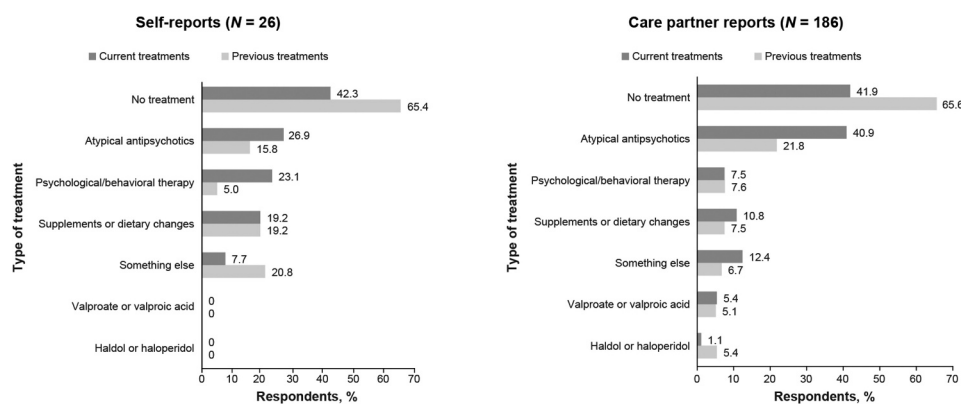 Self-reports (N = 26)
Current treatments
Previous treatments
Type of treatment
No treatment
42.3
65.4
Atypical antipsychotics
26.9
15.8
Psychological/behavioral therapy
23.1
5.0
Supplements or dietary changes
19.2
19.2
Something else
7.7
20.8
Valproate or valproic acid
0
0
Haldol or haloperidol
0
0
0 10 20 30 40 50 60 70
Respondents, %
Care partner reports (N = 186)
Current treatments
Previous treatments
Type of treatment
No treatment
41.9
65.6
Atypical antipsychotics
40.9
21.8
Psychological/behavioral therapy
7.5
7.6
Supplements or dietary changes
10.8
7.5
Something else
12.4
6.7
Valproate or valproic acid
5.4
5.1
Haldol or haloperidol
1.1
5.4
0 10 20 30 40 50 60 70
Respondents, %